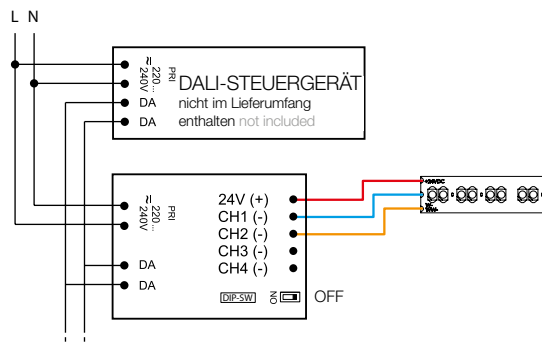 L N
PRI
220...
240V
DALI-STEUERGERÄT
nicht im Lieferumfang
enthalten not included
DA
DA
PRI
220...
240V
24V (+)
CH1 (-)
CH2 (-)
CH3 (-)
CH4 (-)
DA
DA
DIP-SW
ON
OFF
+24VDC